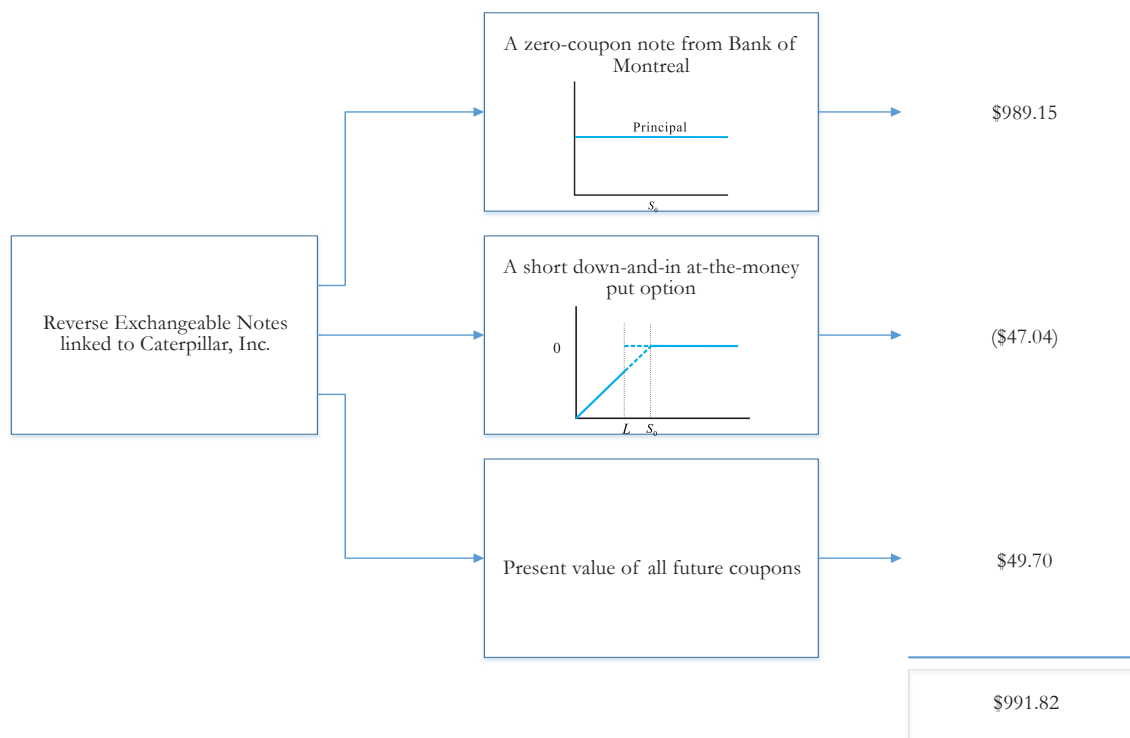 A zero-coupon note from Bank of
Montreal
Principal
S₀
$989.15
Reverse Exchangeable Notes
linked to Caterpillar, Inc.
A short down-and-in at-the-money
put option
0
L S₀
($47.04)
Present value of all future coupons
$49.70
$991.82